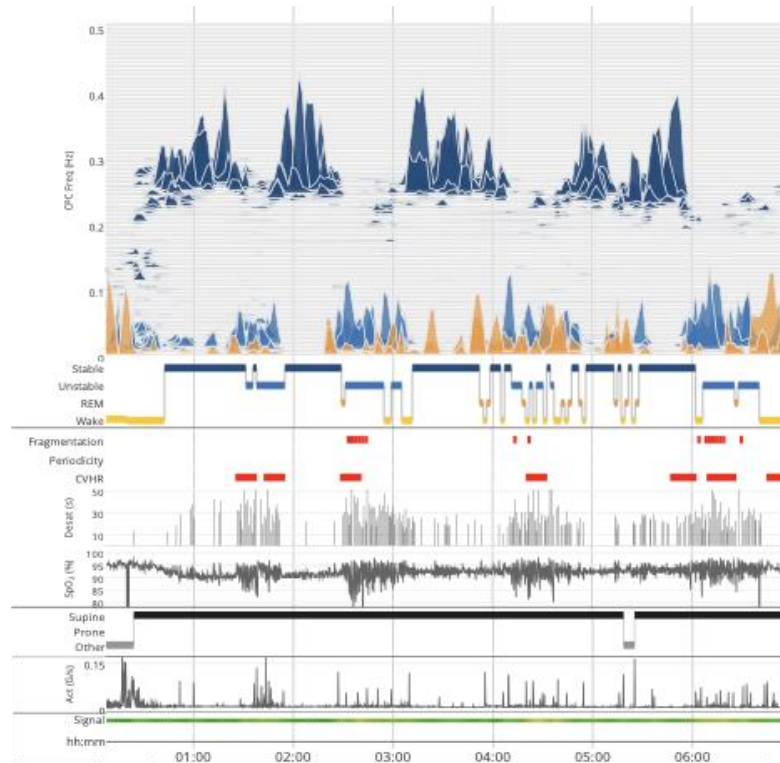 0.5
0.4
0.3
0.2
0.1
0
CPC Freq (Hz)
Stable
Unstable
REM
Wake
Fragmentation
Periodicity
CVHR
50
30
10
Desat (s)
100
95
90
85
80
SpO₂ (%)
Supine
Prone
Other
0.15
0
Act (G/s)
Signal
hh:mm
01:00 02:00 03:00 04:00 05:00 06:00